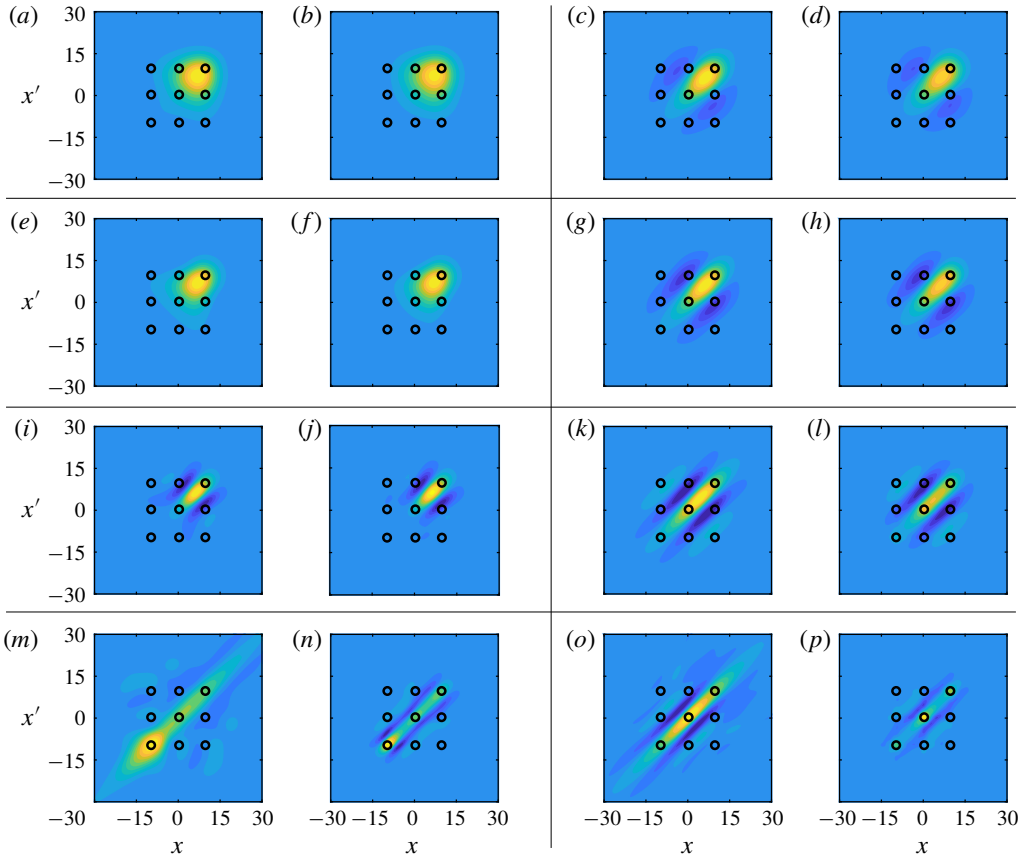 (a) (b) (c) (d)
30
15
x′ 0
−15
−30
(e) (f) (g) (h)
30
15
x′ 0
−15
−30
(i) (j) (k) (l)
30
15
x′ 0
−15
−30
(m) (n) (o) (p)
30
15
x′ 0
−15
−30
−15 0 15 30 −30 −15 0 15 30 −30 −15 0 15 30 −30 −15 0 15 30
x x x x